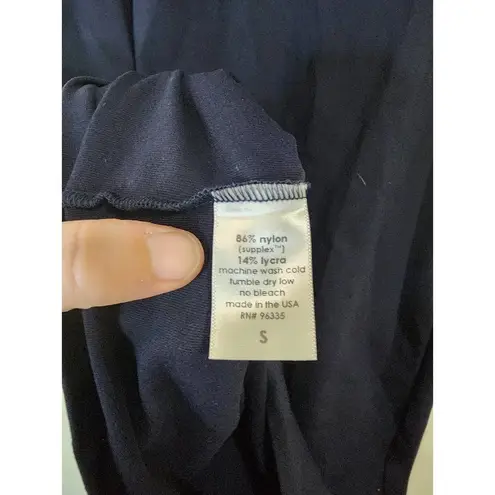 86% nylon
(supplex™)
14% lycra
machine wash cold
tumble dry low
no bleach
made in the USA
RN# 96335
S